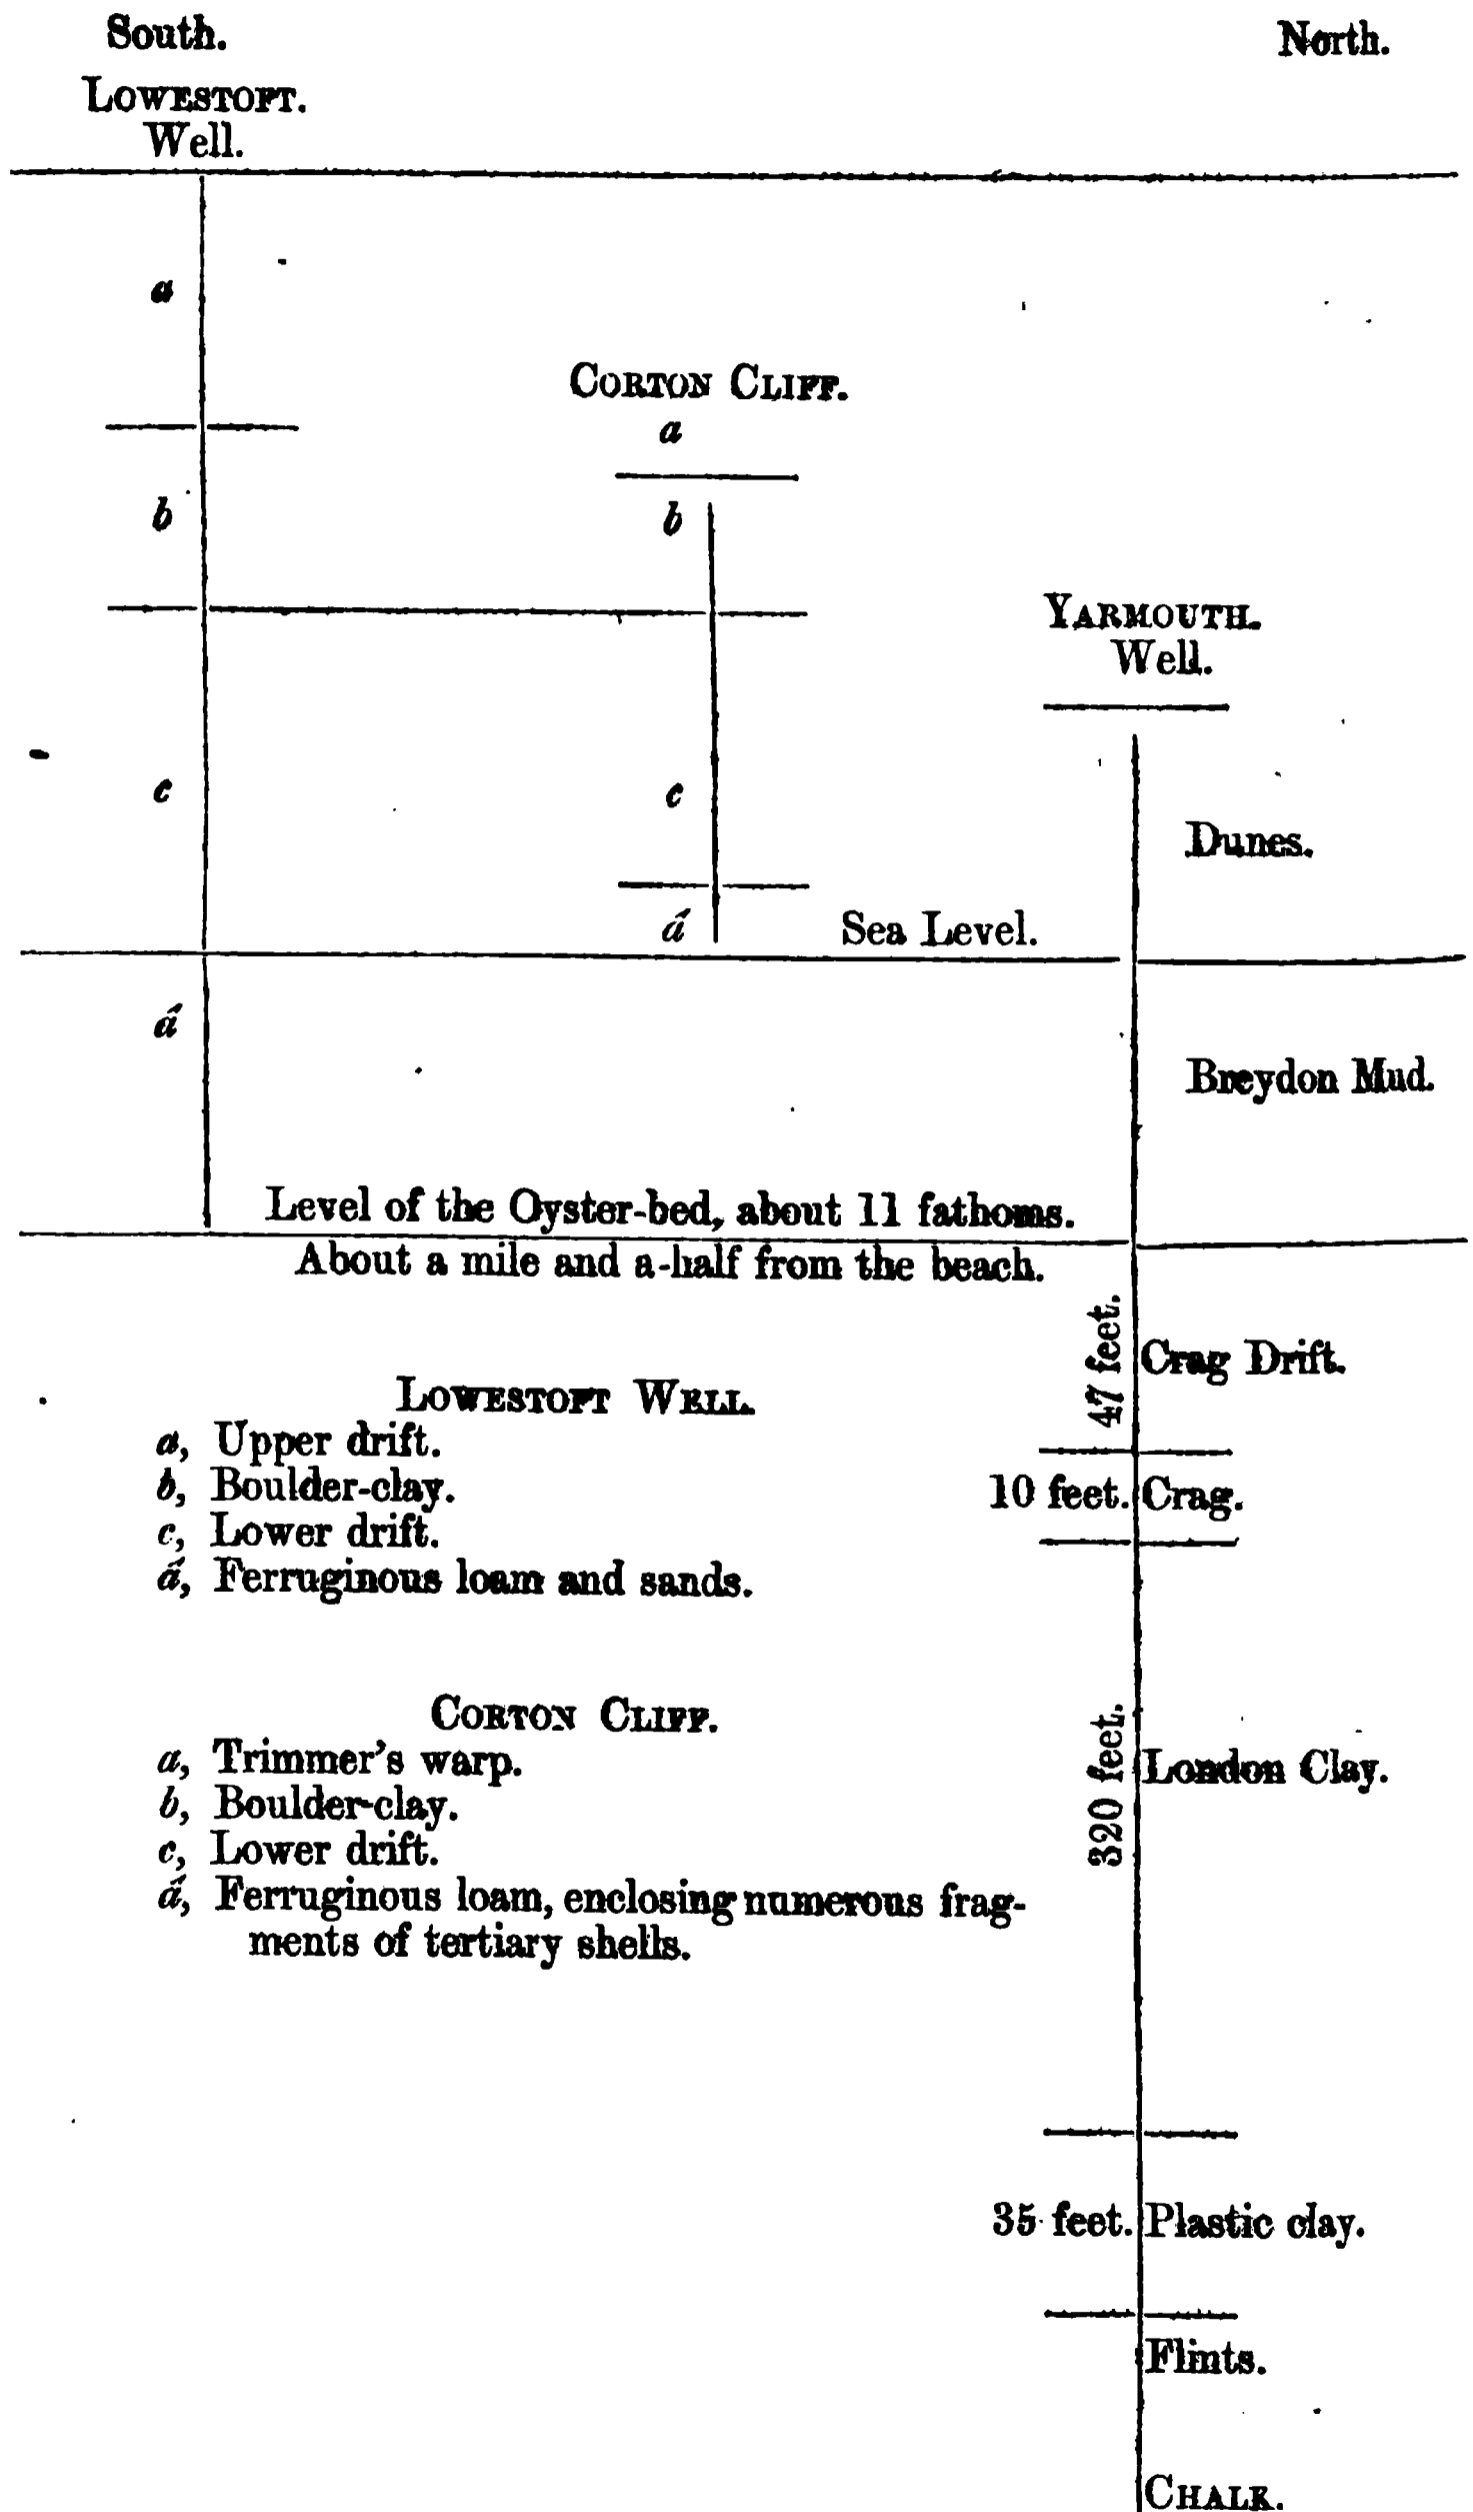 South.
North.
LOWESTOFT.
Well.
a
CORTON CLIFF.
a
b
b
YARMOUTH.
Well.
c
c
Dunes.
á
Sea Level.
á
Breydon Mud.
Level of the Oyster-bed, about 11 fathoms.
About a mile and a-half from the beach.
47 feet.
Crag Drift.
LOWESTOFT WELL.
a, Upper drift.
b, Boulder-clay.
c, Lower drift.
á, Ferruginous loam and sands.
10 feet.
Crag.
CORTON CLIFF.
a, Trimmer's warp.
b, Boulder-clay.
c, Lower drift.
á, Ferruginous loam, enclosing numerous frag-
ments of tertiary shells.
320 feet.
London Clay.
35 feet.
Plastic clay.
Flints.
CHALK.